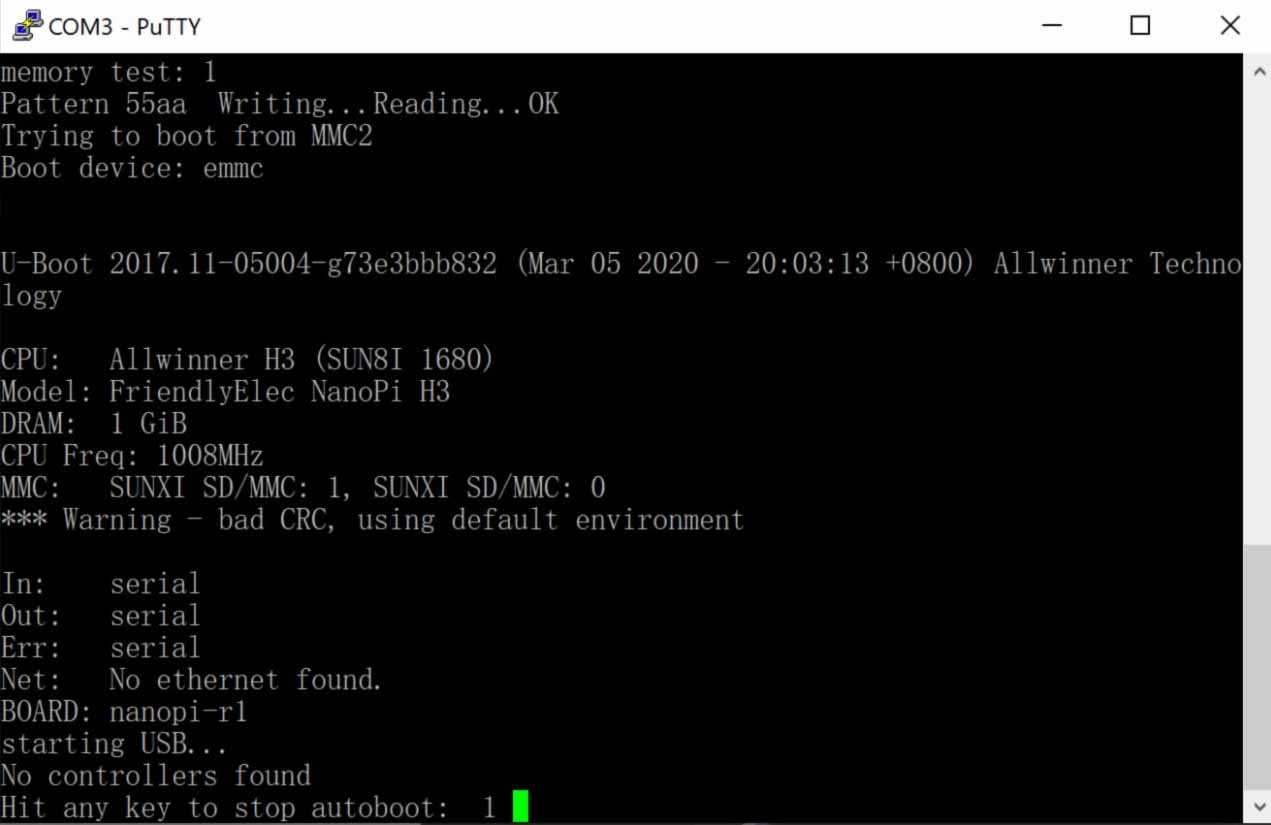 COM3 - PuTTY
memory test: 1
Pattern 55aa  Writing...Reading...OK
Trying to boot from MMC2
Boot device: emmc
U-Boot 2017.11-05004-g73e3bbb832 (Mar 05 2020 - 20:03:13 +0800) Allwinner Techno
logy
CPU:   Allwinner H3 (SUN8I 1680)
Model: FriendlyElec NanoPi H3
DRAM:  1 GiB
CPU Freq: 1008MHz
MMC:   SUNXI SD/MMC: 1, SUNXI SD/MMC: 0
*** Warning - bad CRC, using default environment
In:    serial
Out:   serial
Err:   serial
Net:   No ethernet found.
BOARD: nanopi-r1
starting USB...
No controllers found
Hit any key to stop autoboot:  1